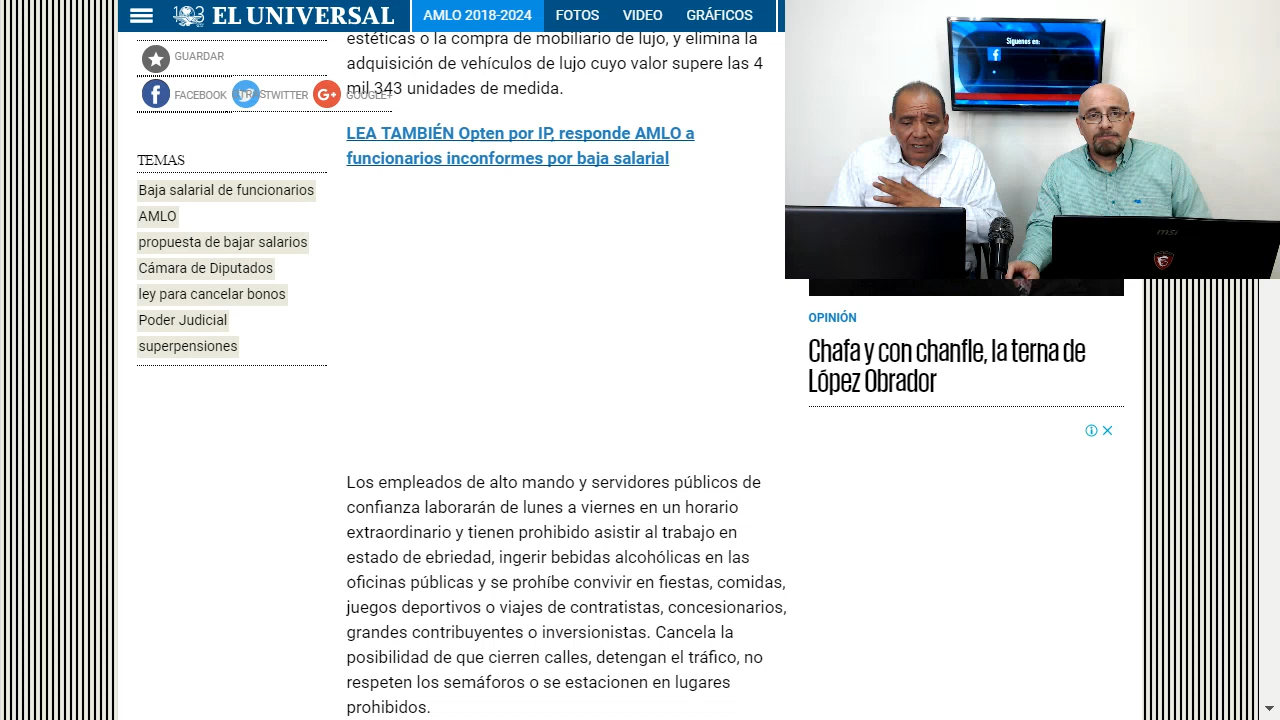 103 EL UNIVERSAL
AMLO 2018-2024
FOTOS
VIDEO
GRÁFICOS
GUARDAR
FACEBOOK
TWITTER
GOOGLE+
TEMAS
Baja salarial de funcionarios
AMLO
propuesta de bajar salarios
Cámara de Diputados
ley para cancelar bonos
Poder Judicial
superpensiones
estéticas o la compra de mobiliario de lujo, y elimina la
adquisición de vehículos de lujo cuyo valor supere las 4
mil 343 unidades de medida.
LEA TAMBIÉN Opten por IP, responde AMLO a
funcionarios inconformes por baja salarial
Los empleados de alto mando y servidores públicos de
confianza laborarán de lunes a viernes en un horario
extraordinario y tienen prohibido asistir al trabajo en
estado de ebriedad, ingerir bebidas alcohólicas en las
oficinas públicas y se prohíbe convivir en fiestas, comidas,
juegos deportivos o viajes de contratistas, concesionarios,
grandes contribuyentes o inversionistas. Cancela la
posibilidad de que cierren calles, detengan el tráfico, no
respeten los semáforos o se estacionen en lugares
prohibidos.
Síguenos en:
msi
OPINIÓN
Chafa y con chanfle, la terna de
López Obrador